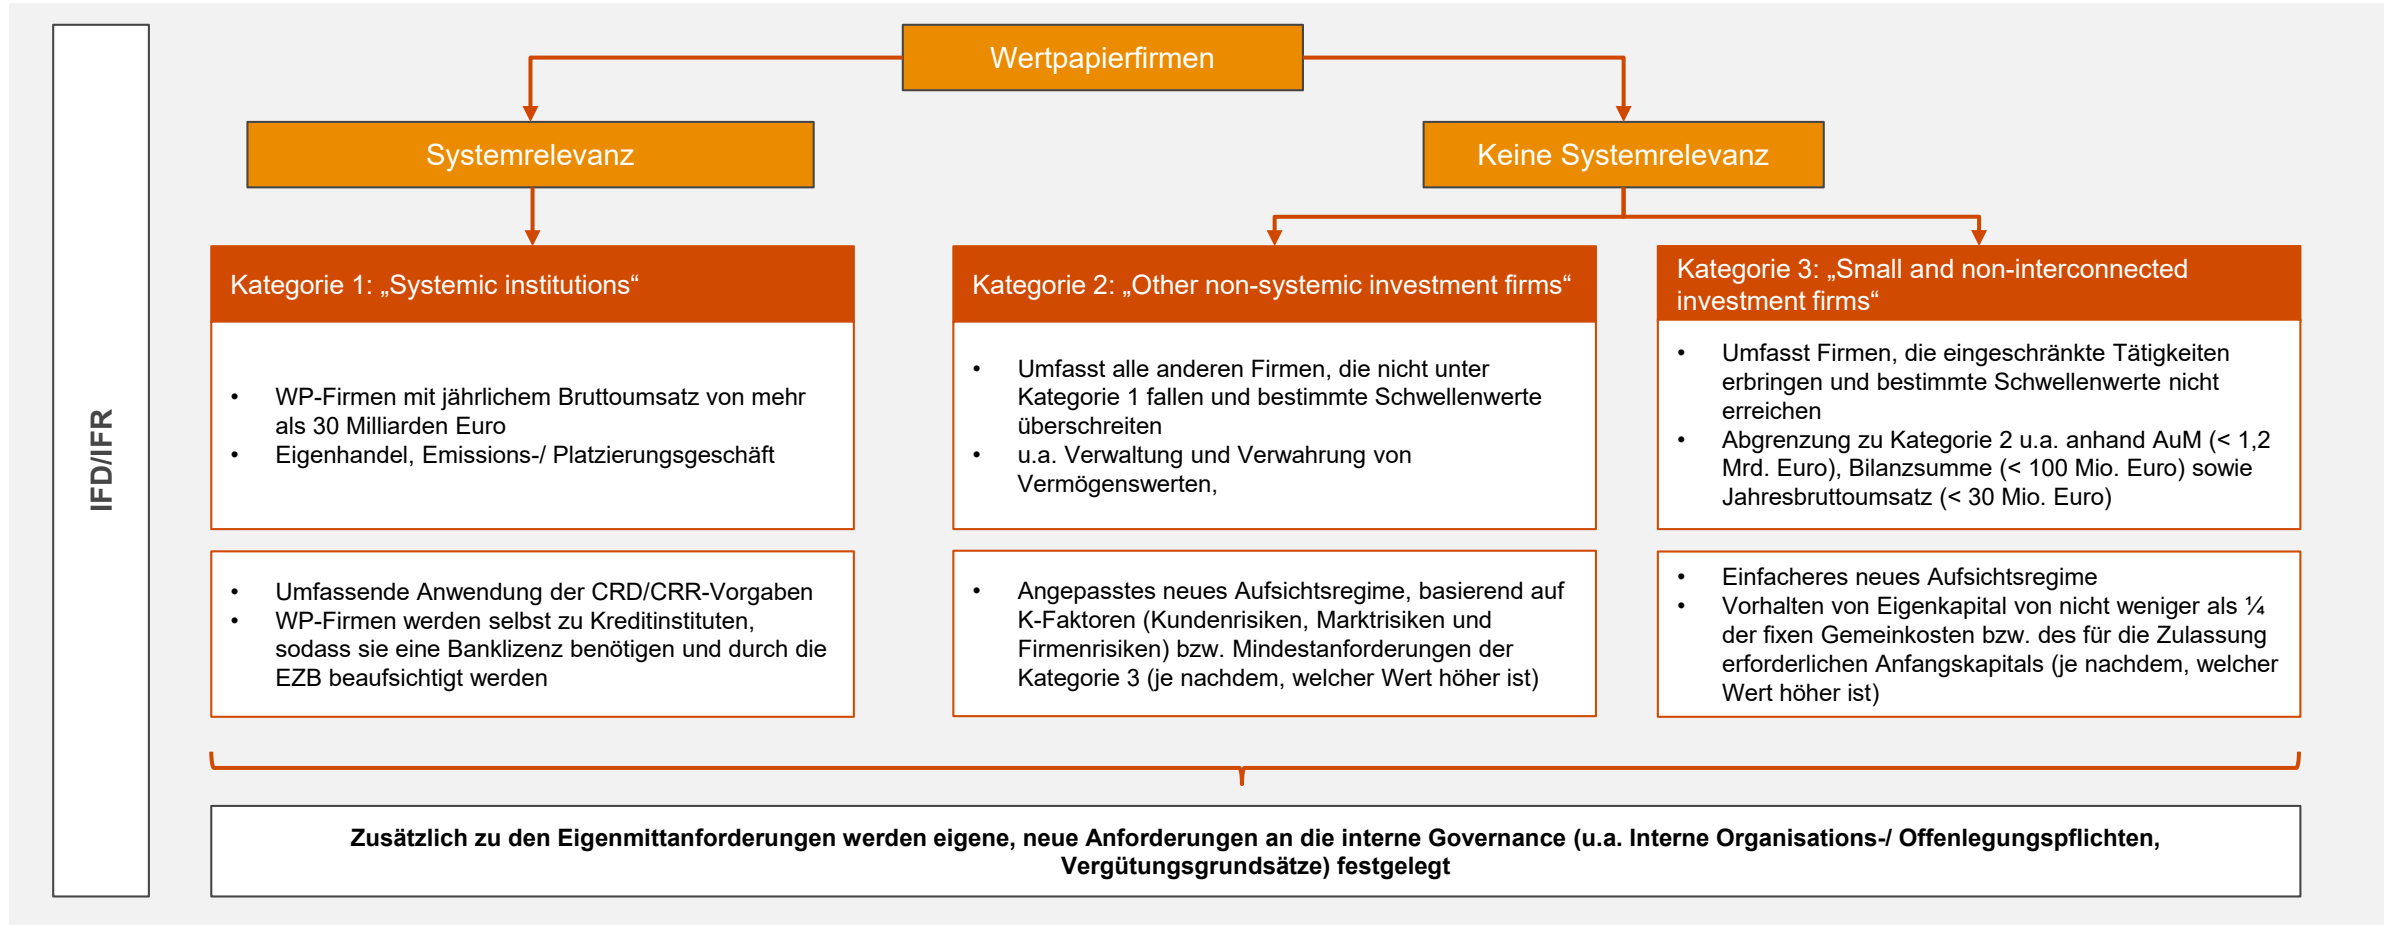 IFD/IFR
Wertpapierfirmen
Systemrelevanz
Keine Systemrelevanz
Kategorie 1: „Systemic institutions“
• WP-Firmen mit jährlichem Bruttoumsatz von mehr
als 30 Milliarden Euro
• Eigenhandel, Emissions-/ Platzierungsgeschäft
• Umfassende Anwendung der CRD/CRR-Vorgaben
• WP-Firmen werden selbst zu Kreditinstituten,
sodass sie eine Banklizenz benötigen und durch die
EZB beaufsichtigt werden
Kategorie 2: „Other non-systemic investment firms“
• Umfasst alle anderen Firmen, die nicht unter
Kategorie 1 fallen und bestimmte Schwellenwerte
überschreiten
• u.a. Verwaltung und Verwahrung von
Vermögenswerten,
• Angepasstes neues Aufsichtsregime, basierend auf
K-Faktoren (Kundenrisiken, Marktrisiken und
Firmenrisiken) bzw. Mindestanforderungen der
Kategorie 3 (je nachdem, welcher Wert höher ist)
Kategorie 3: „Small and non-interconnected
investment firms“
• Umfasst Firmen, die eingeschränkte Tätigkeiten
erbringen und bestimmte Schwellenwerte nicht
erreichen
• Abgrenzung zu Kategorie 2 u.a. anhand AuM (< 1,2
Mrd. Euro), Bilanzsumme (< 100 Mio. Euro) sowie
Jahresbruttoumsatz (< 30 Mio. Euro)
• Einfacheres neues Aufsichtsregime
• Vorhalten von Eigenkapital von nicht weniger als ¼
der fixen Gemeinkosten bzw. des für die Zulassung
erforderlichen Anfangskapitals (je nachdem, welcher
Wert höher ist)
Zusätzlich zu den Eigenmittanforderungen werden eigene, neue Anforderungen an die interne Governance (u.a. Interne Organisations-/ Offenlegungspflichten,
Vergütungsgrundsätze) festgelegt